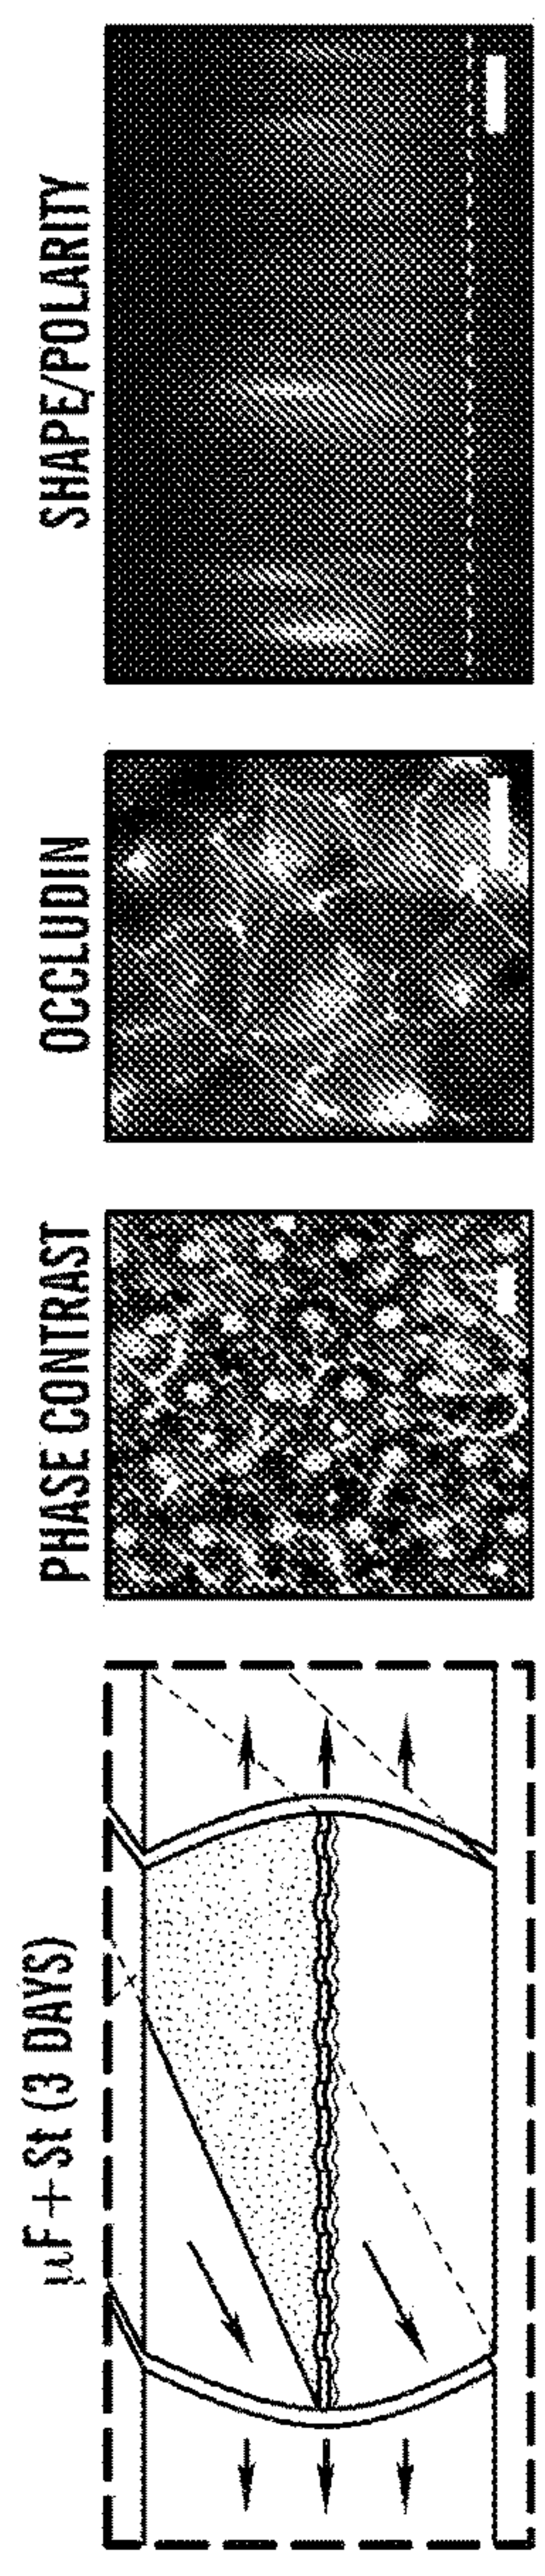 μF + St (3 DAYS)
PHASE CONTRAST
OCCLUDIN
SHAPE/POLARITY